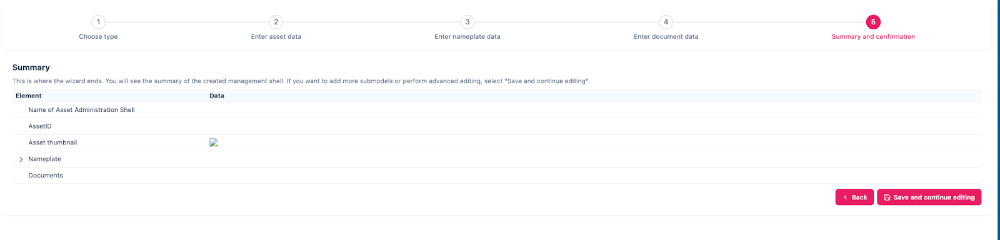 1
2
3
4
5
Choose type
Enter asset data
Enter nameplate data
Enter document data
Summary and confirmation
Summary
This is where the wizard ends. You will see the summary of the created management shell. If you want to add more submodels or perform advanced editing, select "Save and continue editing".
Element Data
Name of Asset Administration Shell
AssetID
Asset thumbnail
Nameplate
Documents
Back
Save and continue editing